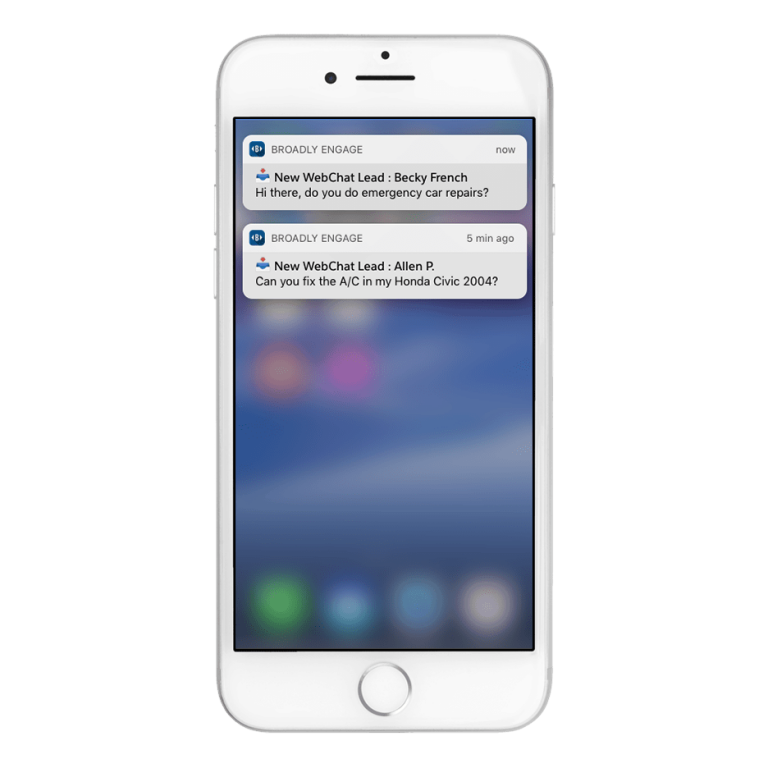 BROADLY ENGAGE now
New WebChat Lead : Becky French
Hi there, do you do emergency car repairs?
BROADLY ENGAGE 5 min ago
New WebChat Lead : Allen P.
Can you fix the A/C in my Honda Civic 2004?